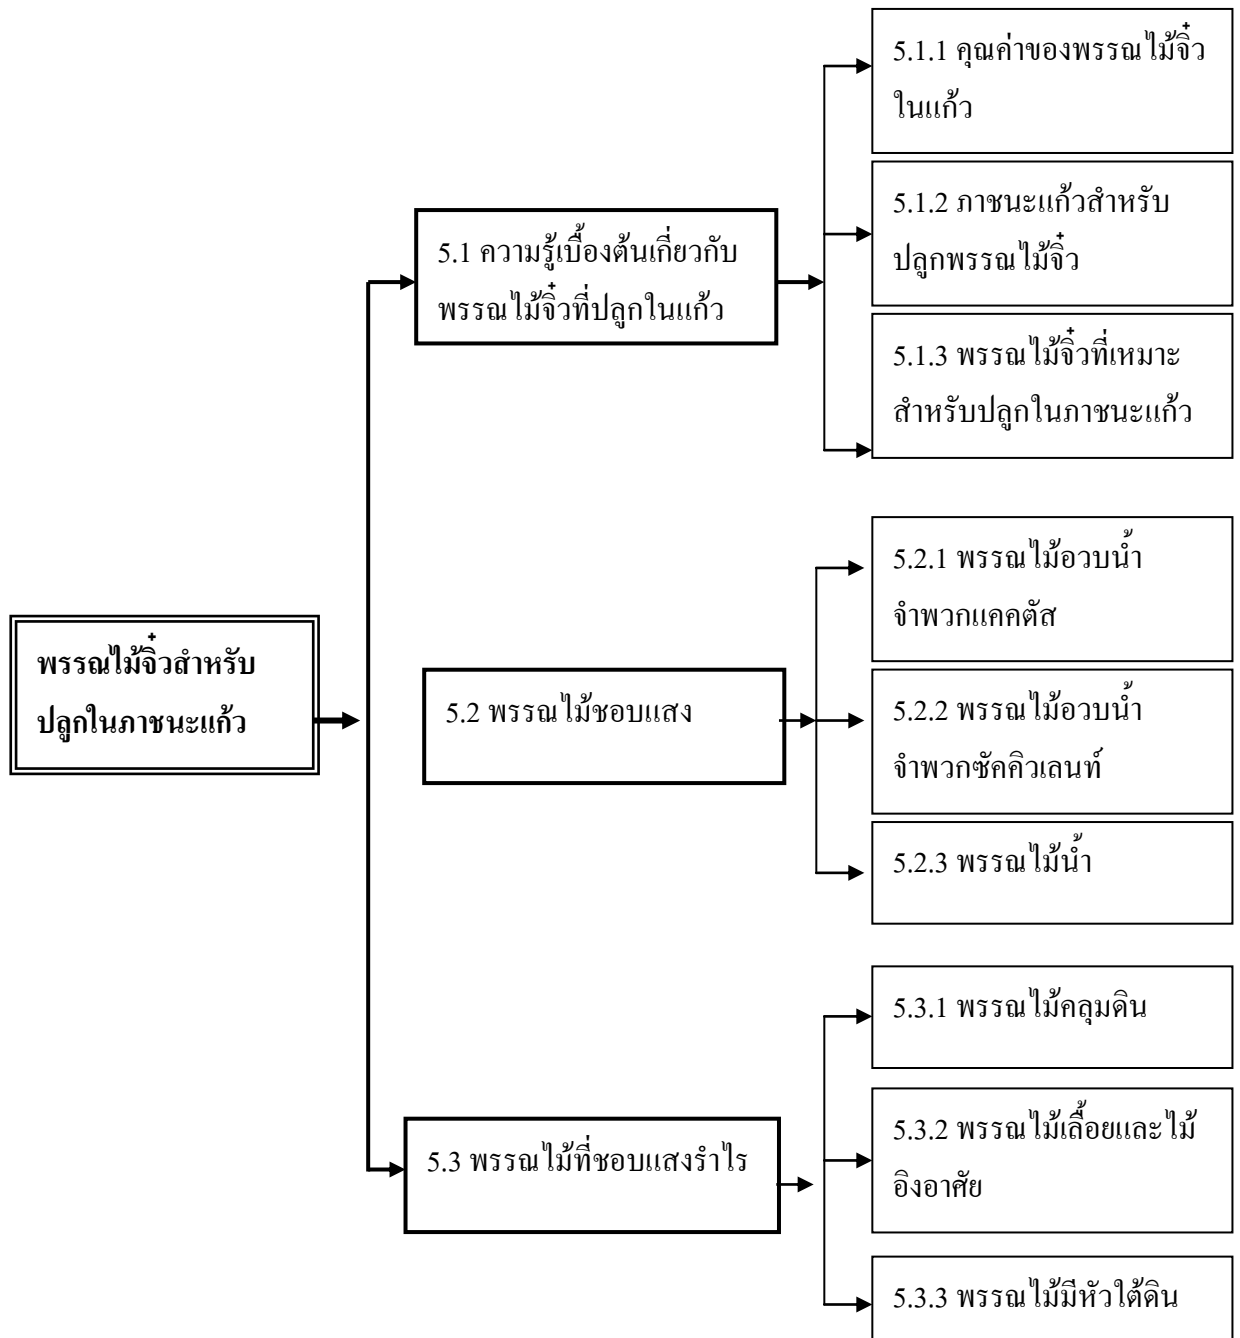 พรรณไม้จิ๋วสำหรับ
ปลูกในภาชนะแก้ว
5.1 ความรู้เบื้องต้นเกี่ยวกับ
พรรณไม้จิ๋วที่ปลูกในแก้ว
5.1.1 คุณค่าของพรรณไม้จิ๋ว
ในแก้ว
5.1.2 ภาชนะแก้วสำหรับ
ปลูกพรรณไม้จิ๋ว
5.1.3 พรรณไม้จิ๋วที่เหมาะ
สำหรับปลูกในภาชนะแก้ว
5.2 พรรณไม้ชอบแสง
5.2.1 พรรณไม้อวบน้ำ
จำพวกแคคตัส
5.2.2 พรรณไม้อวบน้ำ
จำพวกซัคคิวเลนท์
5.2.3 พรรณไม้น้ำ
5.3 พรรณไม้ที่ชอบแสงรำไร
5.3.1 พรรณไม้คลุมดิน
5.3.2 พรรณไม้เลื้อยและไม้
อิงอาศัย
5.3.3 พรรณไม้มีหัวใต้ดิน